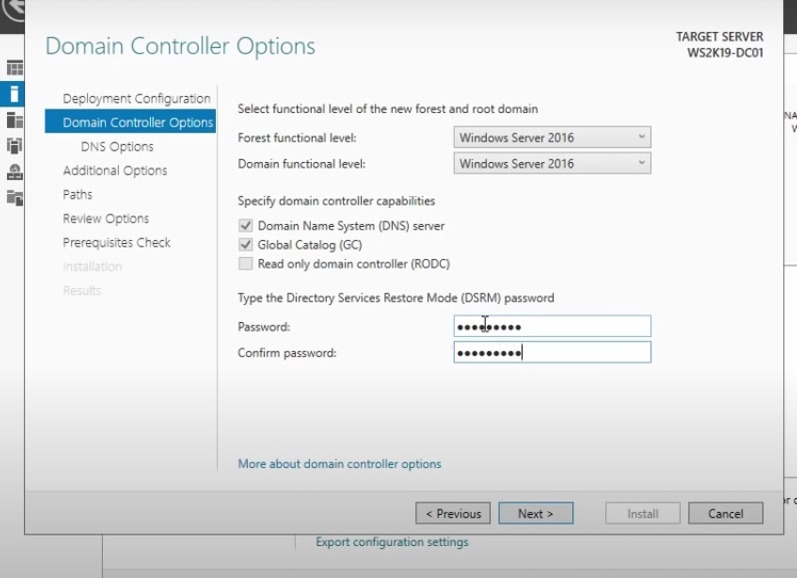 Domain Controller Options
TARGET SERVER
WS2K19-DC01
Deployment Configuration
Domain Controller Options
DNS Options
Additional Options
Paths
Review Options
Prerequisites Check
Installation
Results
Select functional level of the new forest and root domain
Forest functional level: Windows Server 2016
Domain functional level: Windows Server 2016
Specify domain controller capabilities
Domain Name System (DNS) server
Global Catalog (GC)
Read only domain controller (RODC)
Type the Directory Services Restore Mode (DSRM) password
Password: •••••••••
Confirm password: •••••••••
More about domain controller options
< Previous Next > Install Cancel
Export configuration settings